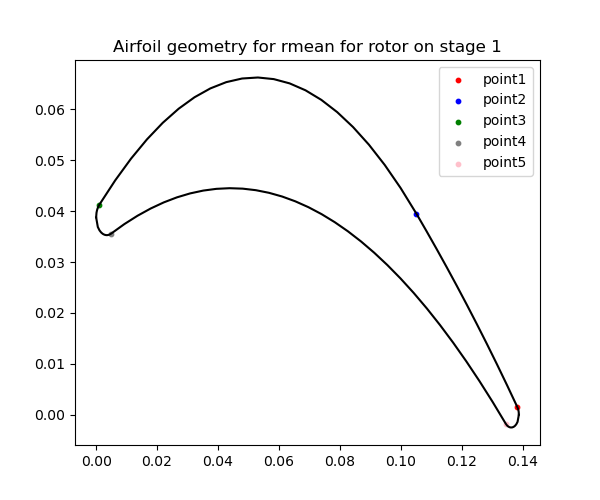 Airfoil geometry for rmean for rotor on stage 1
point1
point2
point3
point4
point5
0.06
0.05
0.04
0.03
0.02
0.01
0.00
0.00 0.02 0.04 0.06 0.08 0.10 0.12 0.14